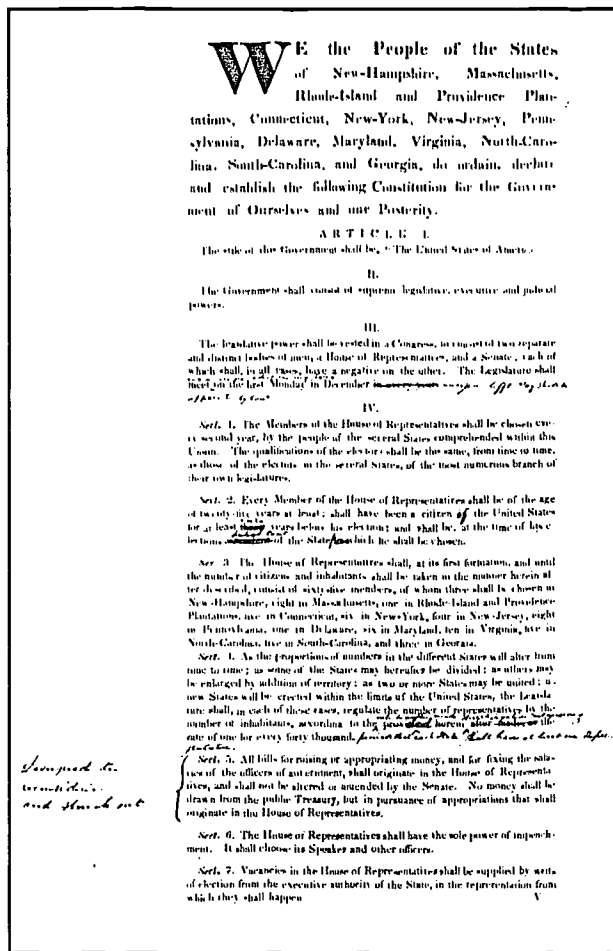 WE the People of the States
of New-Hampshire, Massachusetts,
Rhode-Island and Providence Plan-
tations, Connecticut, New-York, New-Jersey, Penn-
sylvania, Delaware, Maryland, Virginia, North-Caro-
lina, South-Carolina, and Georgia, do ordain, declare
and establish the following Constitution for the Govern-
ment of Ourselves and our Posterity.
ARTICLE I.
The stile of this Government shall be, "The United States of America
II.
The Government shall consist of supreme legislative, executive and judicial
powers.
III.
The legislative power shall be vested in a Congress, to consist of two separate
and distinct bodies of men, a House of Representatives, and a Senate, each of
which shall, in all cases, have a negative on the other. The Legislature shall
meet on the first Monday in December in every year unless
IV.
Sect. 1. The Members of the House of Representatives shall be chosen eve-
ry second year, by the people of the several States comprehended within this
Union. The qualifications of the electors shall be the same, from time to time,
as those of the electors in the several States, of the most numerous branch of
their own legislatures.
Sect. 2. Every Member of the House of Representatives shall be of the age
of twenty-five years at least; shall have been a citizen of the United States
for at least years before his election; and shall be, at the time of his e-
lection of the State which he shall be chosen.
Sect. 3. The House of Representatives shall, at its first formation, and until
the number of citizens and inhabitants shall be taken in the manner herein af-
ter described, consist of sixty-five members, of whom three shall be chosen in
New-Hampshire, eight in Massachusetts, one in Rhode-Island and Providence
Plantations, five in Connecticut, six in New-York, four in New-Jersey, eight
in Pennsylvania, one in Delaware, six in Maryland, ten in Virginia, five in
North-Carolina, five in South-Carolina, and three in Georgia.
Sect. 4. As the proportions of numbers in the different States will alter from
time to time; as some of the States may hereafter be divided; as others may
be enlarged by addition of territory; as two or more States may be united; as
new States will be erected within the limits of the United States, the Legisla-
ture shall, in each of these cases, regulate the number of representatives by the
number of inhabitants, according to the herein
rate of one for every forty thousand. provided that each State shall have at least one
Sect. 5. All bills for raising or appropriating money, and for fixing the sala-
ries of the officers of government, shall originate in the House of Representa-
tives, and shall not be altered or amended by the Senate. No money shall be
drawn from the public Treasury, but in pursuance of appropriations that shall
originate in the House of Representatives.
and struck out
Sect. 6. The House of Representatives shall have the sole power of impeach-
ment. It shall choose its Speaker and other officers.
Sect. 7. Vacancies in the House of Representatives shall be supplied by writs
of election from the executive authority of the State, in the representation from
which they shall happen
V